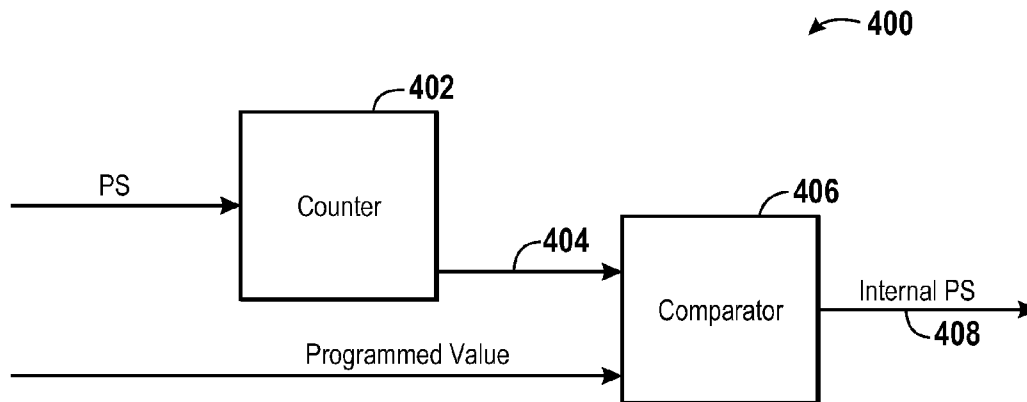 400
402
PS
Counter
406
404
Comparator
Internal PS
408
Programmed Value